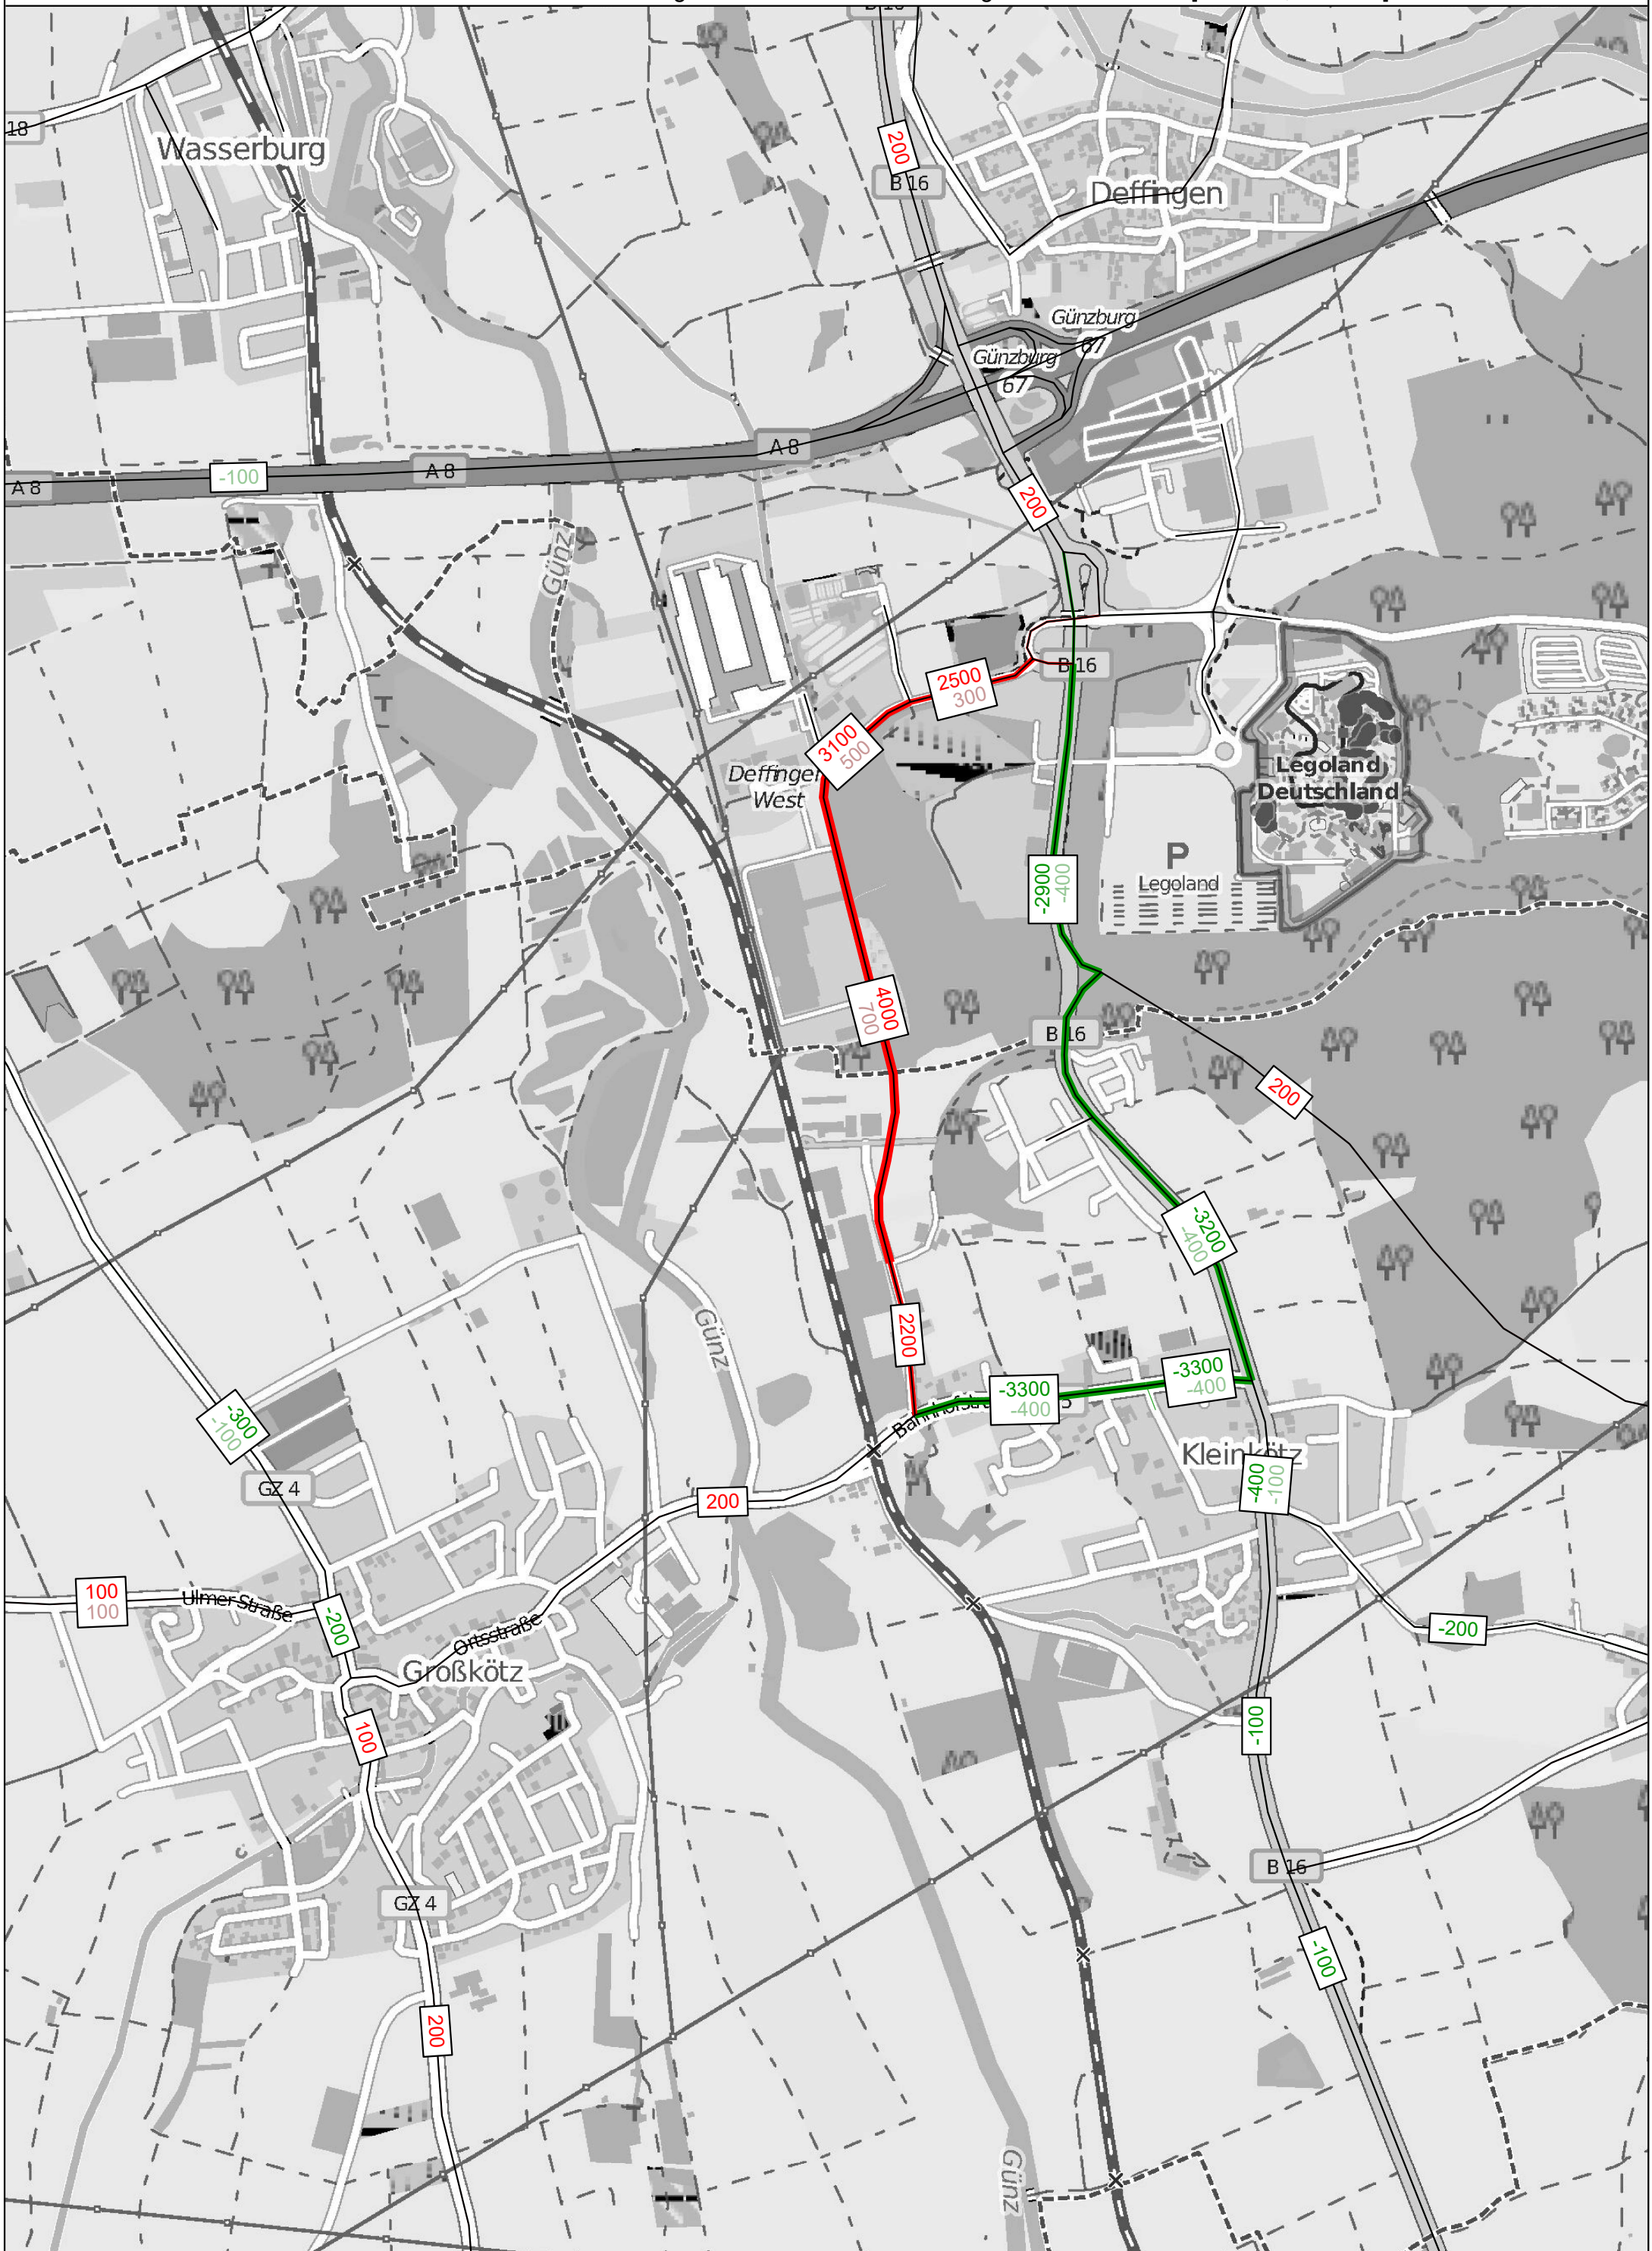 18
Wasserburg
200
B 16
Deffingen
Günzburg
67
Günzburg
67
A 8
A 8
A 8
-100
200
Günz
B 16
2500
300
3100
500
Deffingen
West
Legoland
Deutschland
P
Legoland
-2900
-400
4000
700
B 16
200
-3200
-400
Günz
2200
-3300
-400
-3300
-400
-300
-100
Kleinkötz
GZ 4
-400
-100
200
100
100
Ulmer Straße
-200
Ortsstraße
-200
Großkötz
100
-100
B 16
GZ 4
-100
200
Günz